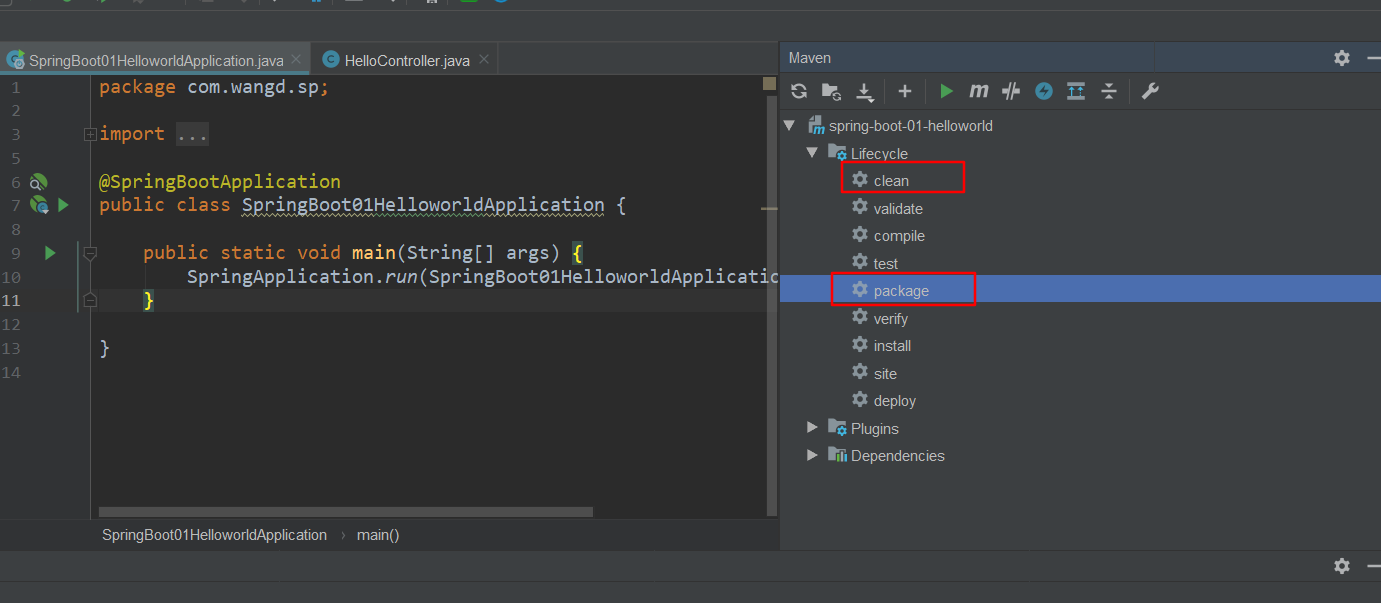 SpringBoot01HelloworldApplication.java
HelloController.java
1 package com.wangd.sp;
2
3 import ...
5
6 @SpringBootApplication
7 public class SpringBoot01HelloworldApplication {
8
9 public static void main(String[] args) {
10 SpringApplication.run(SpringBoot01HelloworldApplicatio
11 }
12
13 }
14
SpringBoot01HelloworldApplication › main()
Maven
spring-boot-01-helloworld
Lifecycle
clean
validate
compile
test
package
verify
install
site
deploy
Plugins
Dependencies